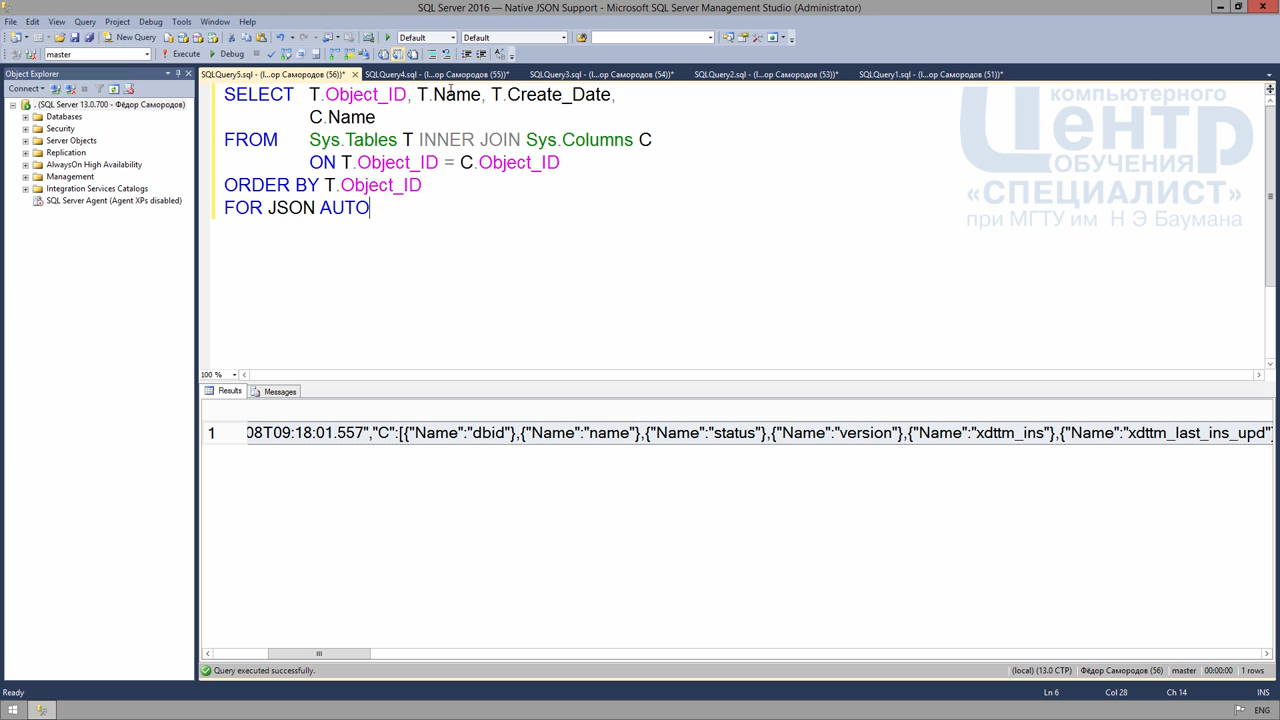 SQL Server 2016 — Native JSON Support - Microsoft SQL Server Management Studio (Administrator)
File Edit View Query Project Debug Tools Window Help
New Query Default Default
master Execute Debug
Object Explorer
Connect
. (SQL Server 13.0.700 - Фёдор Самородов)
Databases
Security
Server Objects
Replication
AlwaysOn High Availability
Management
Integration Services Catalogs
SQL Server Agent (Agent XPs disabled)
SQLQuery5.sql - (l...ор Самородов (56))* SQLQuery4.sql - (l...ор Самородов (55))* SQLQuery3.sql - (l...ор Самородов (54))* SQLQuery2.sql - (l...ор Самородов (53))* SQLQuery1.sql - (l...ор Самородов (51))*
SELECT T.Object_ID, T.Name, T.Create_Date,
C.Name
FROM Sys.Tables T INNER JOIN Sys.Columns C
ON T.Object_ID = C.Object_ID
ORDER BY T.Object_ID
FOR JSON AUTO
компьютерного
Центр
ОБУЧЕНИЯ
«СПЕЦИАЛИСТ»
при МГТУ им Н Э Баумана
100 %
Results Messages
1 08T09:18:01.557","C":[{"Name":"dbid"},{"Name":"name"},{"Name":"status"},{"Name":"version"},{"Name":"xdttm_ins"},{"Name":"xdttm_last_ins_upd"}
Query executed successfully. (local) (13.0 CTP) Фёдор Самородов (56) master 00:00:00 1 rows
Ready Ln 6 Col 28 Ch 14 INS
ENG